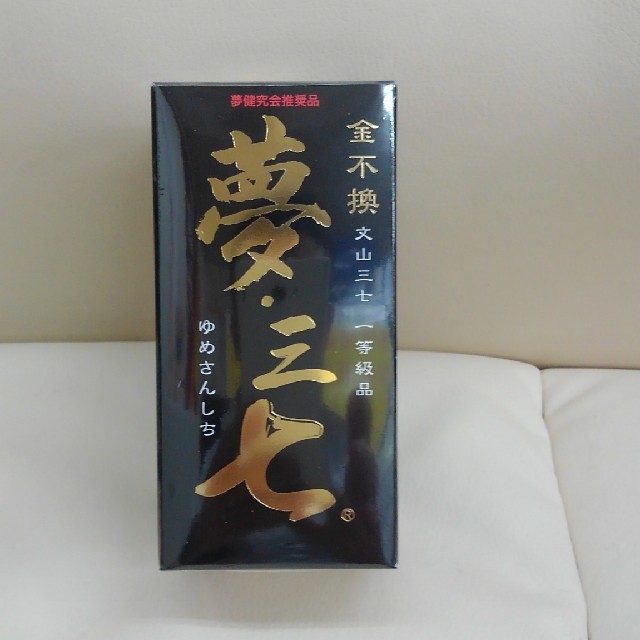 夢健究会推奨品
金不換
文山三七 一等級品
夢・三七
ゆめさんしち